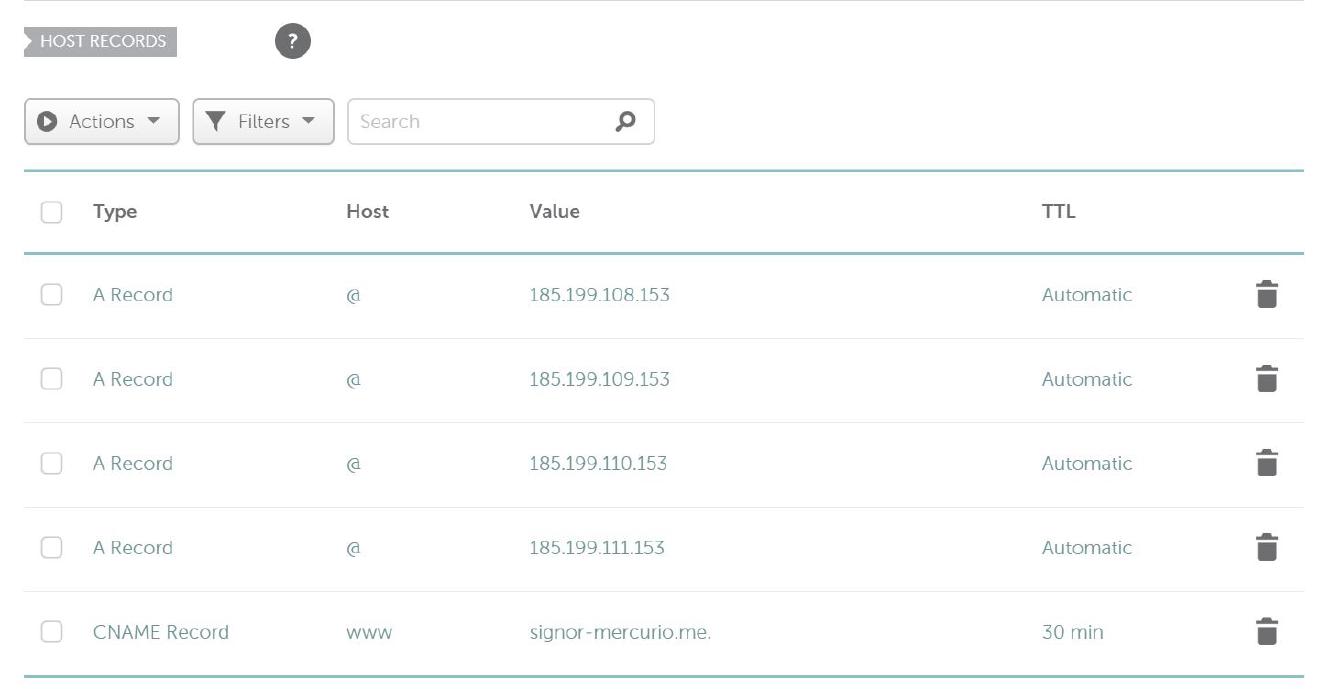 HOST RECORDS ?
Actions Filters Search
Type Host Value TTL
A Record @ 185.199.108.153 Automatic
A Record @ 185.199.109.153 Automatic
A Record @ 185.199.110.153 Automatic
A Record @ 185.199.111.153 Automatic
CNAME Record www signor-mercurio.me. 30 min